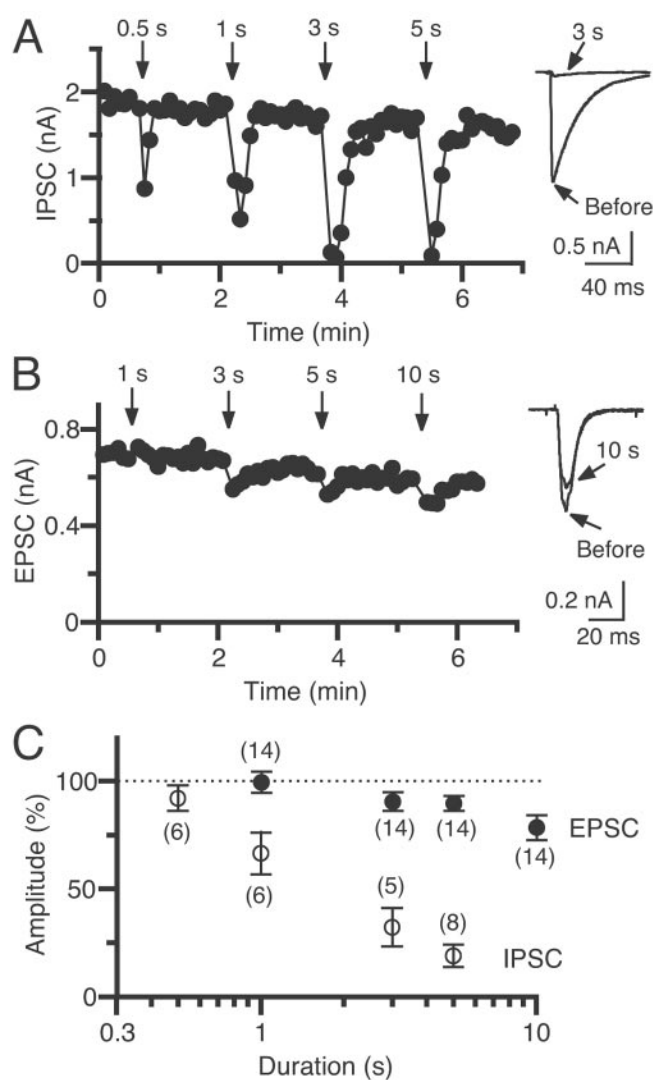 A
0.5 s 1 s 3 s 5 s
3 s
2
1
0
IPSC (nA)
Before
0.5 nA
40 ms
0 2 4 6
Time (min)
B
1 s 3 s 5 s 10 s
0.8
0.4
0
EPSC (nA)
10 s
Before
0.2 nA
20 ms
0 2 4 6
Time (min)
C
(14)
100
50
0
Amplitude (%)
(6) (14) (14) (14)
EPSC
(6)
(5) (8)
IPSC
0.3 1 10
Duration (s)